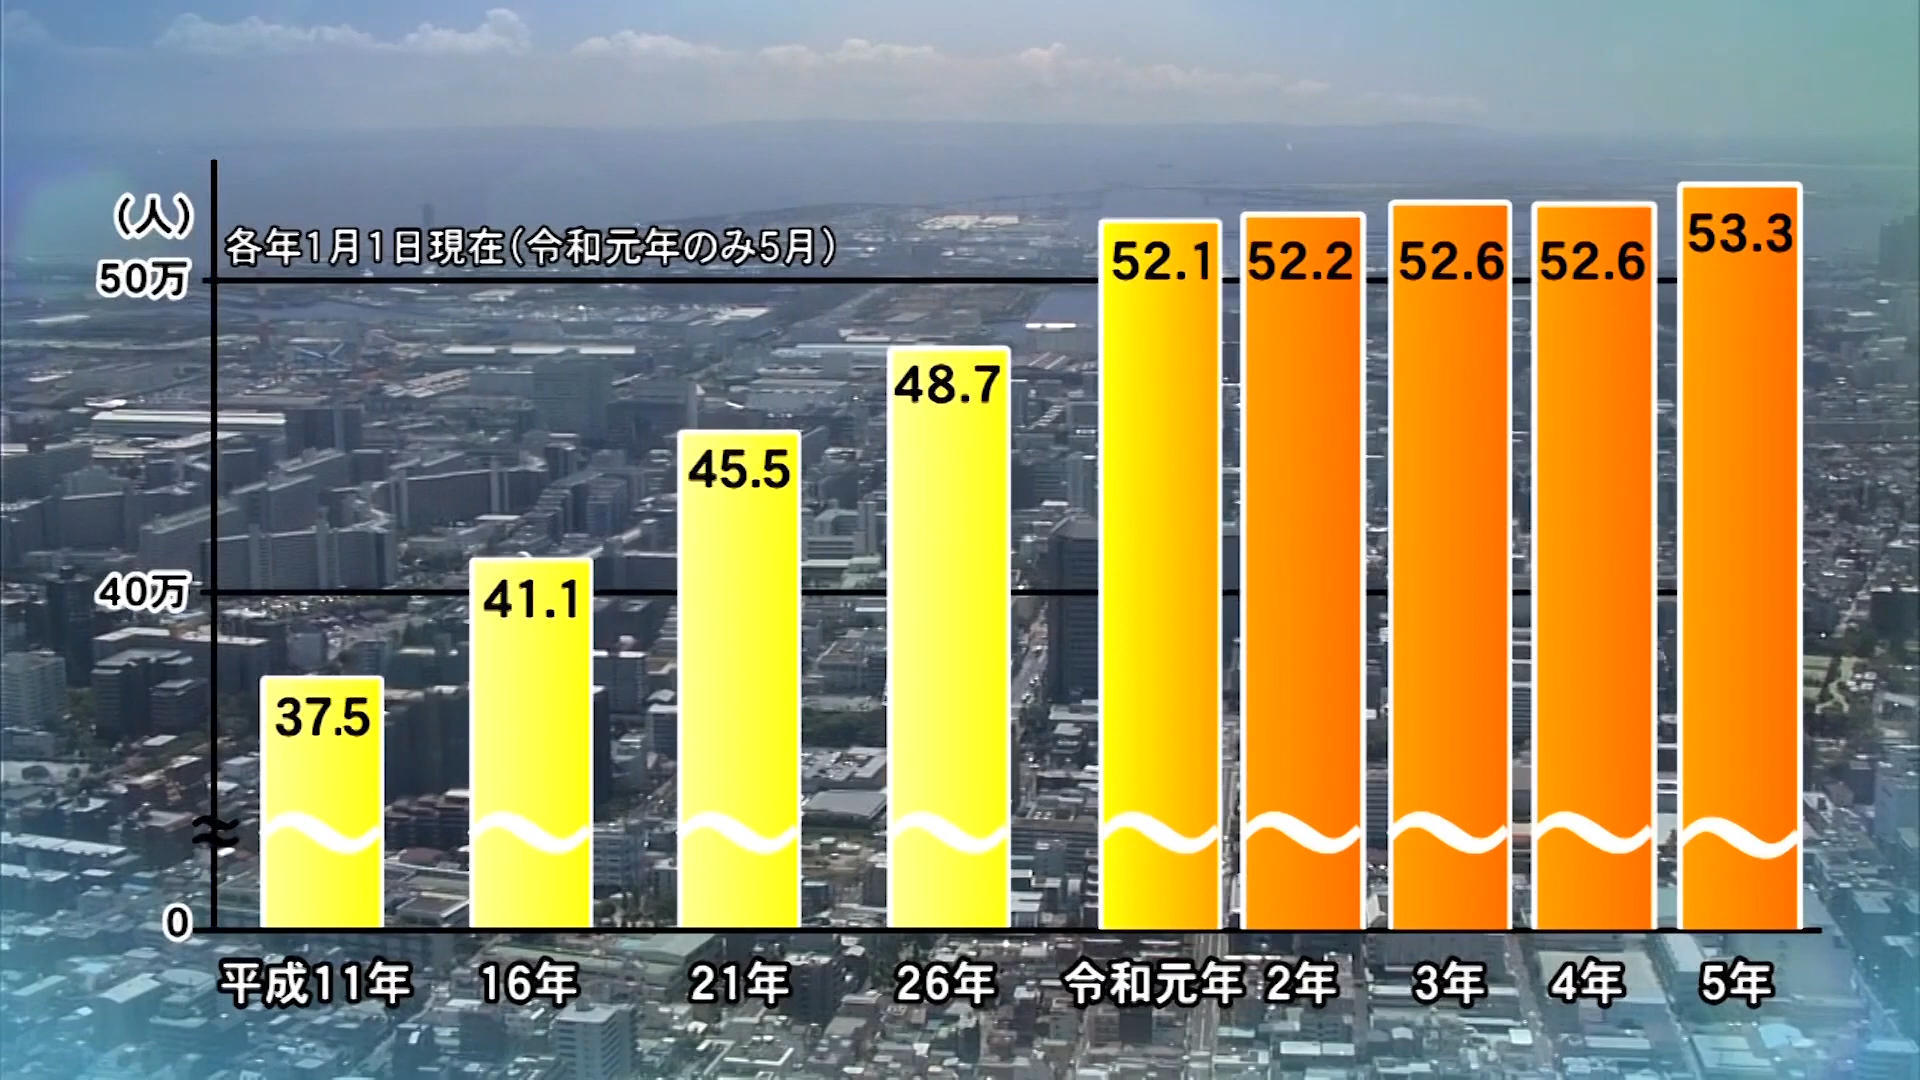 (人)
各年1月1日現在(令和元年のみ5月)
50万
40万
0
37.5
41.1
45.5
48.7
52.1
52.2
52.6
52.6
53.3
平成11年
16年
21年
26年
令和元年
2年
3年
4年
5年